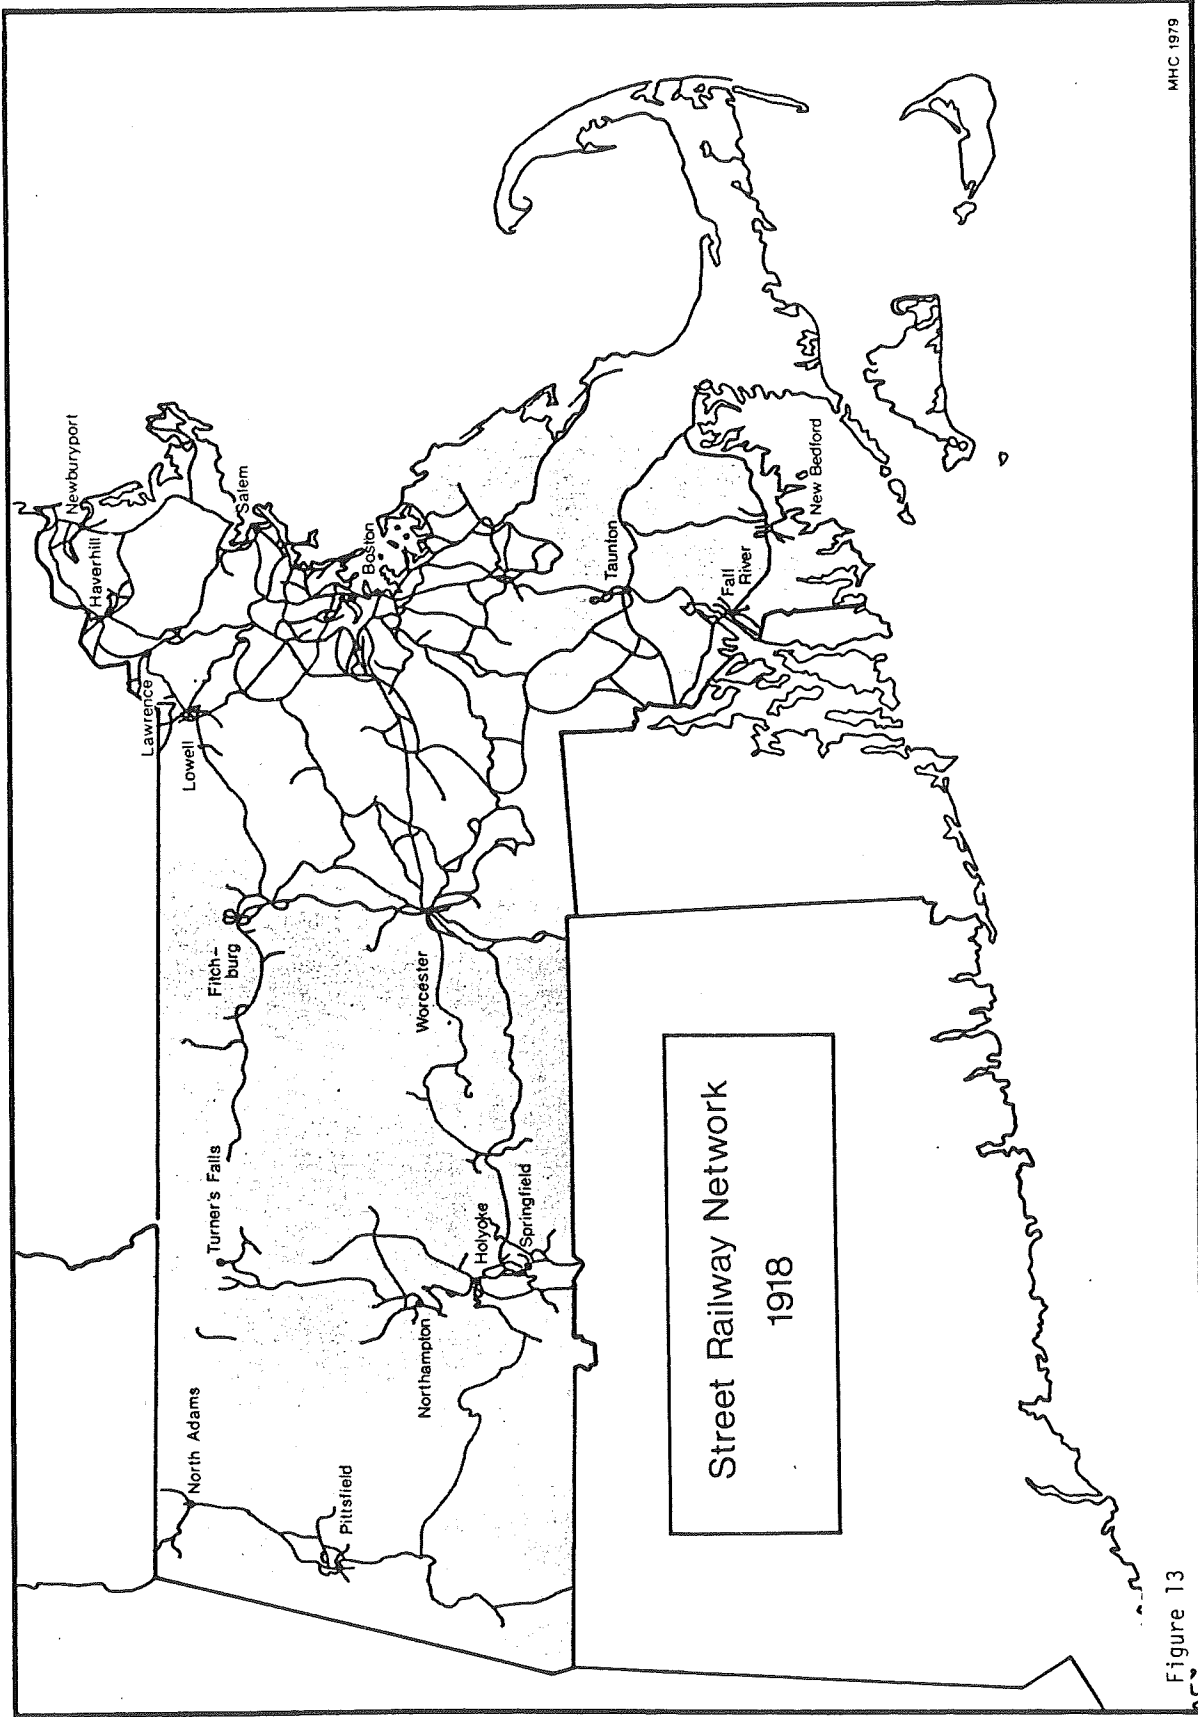 MHC 1979
Newburyport
Haverhill
Salem
Lawrence
Lowell
Boston
Fitch-
burg
Worcester
Taunton
Fall
River
New Bedford
Turner's Falls
North Adams
Pittsfield
Northampton
Holyoke
Springfield
Street Railway Network
1918
Figure 13